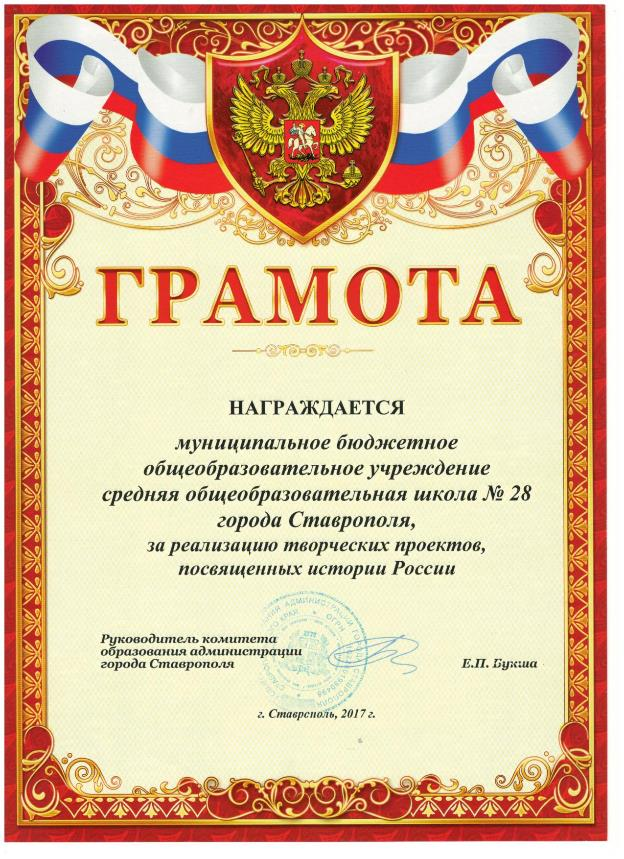 ГРАМОТА
НАГРАЖДАЕТСЯ
муниципальное бюджетное
общеобразовательное учреждение
средняя общеобразовательная школа № 28
города Ставрополя,
за реализацию творческих проектов,
посвященных истории России
Руководитель комитета
образования администрации
города Ставрополя
Е.П. Букша
г. Ставрополь, 2017 г.